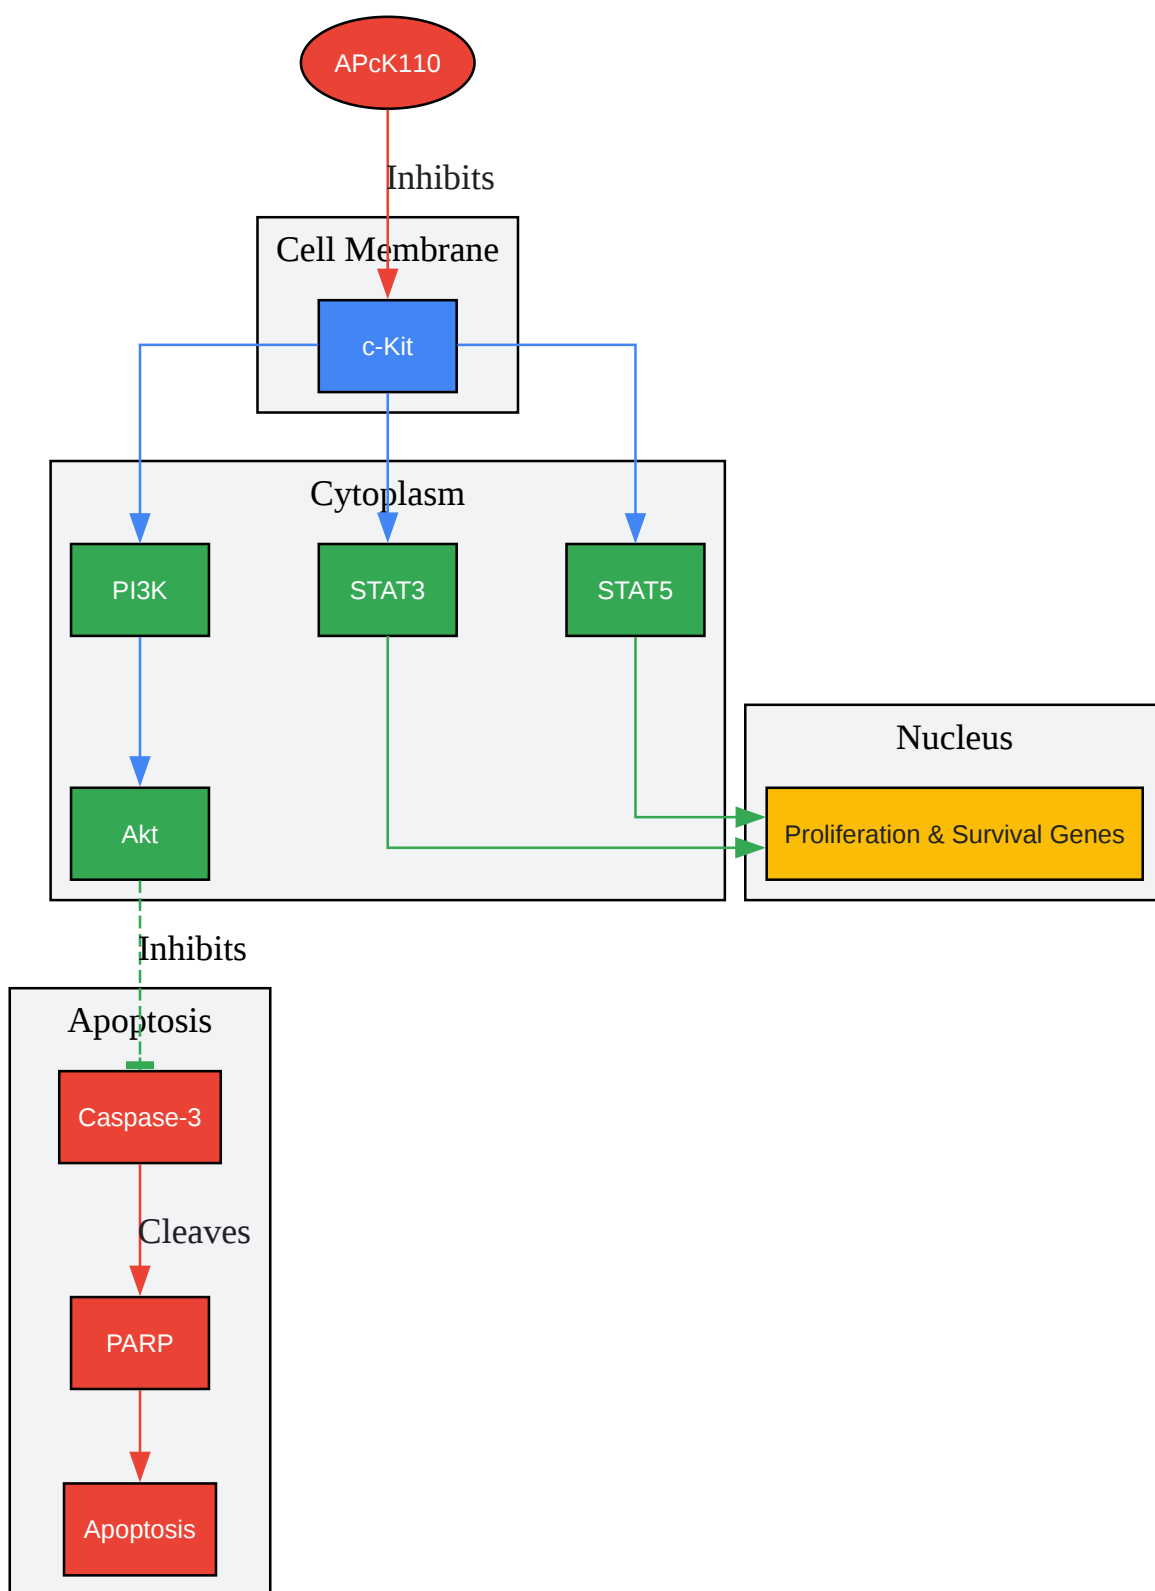 APcK110
Inhibits
Cell Membrane
c-Kit
Cytoplasm
PI3K
STAT3
STAT5
Nucleus
Akt
Proliferation & Survival Genes
Inhibits
Apoptosis
Caspase-3
Cleaves
PARP
Apoptosis